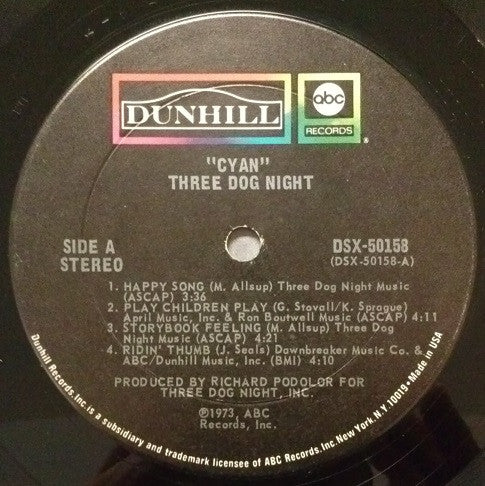 DUNHILL
abc
RECORDS
®
"CYAN"
THREE DOG NIGHT
SIDE A
STEREO
DSX-50158
(DSX-50158-A)
1. HAPPY SONG (M. Allsup) Three Dog Night Music
(ASCAP) 3:36
2. PLAY CHILDREN PLAY (G. Stovall/K. Sprague)
April Music, Inc. & Ron Boutwell Music (ASCAP) 4:11
3. STORYBOOK FEELING (M. Allsup) Three Dog
Night Music (ASCAP) 4:21
4. RIDIN' THUMB (J. Seals) Dawnbreaker Music Co. &
ABC/Dunhill Music, Inc. (BMI) 4:10
PRODUCED BY RICHARD PODOLOR FOR
THREE DOG NIGHT, INC.
℗1973, ABC
Records, Inc.
Dunhill Records, Inc. is a subsidiary and trademark licensee of ABC Records, Inc. New York, N.Y. 10019 • Made in USA